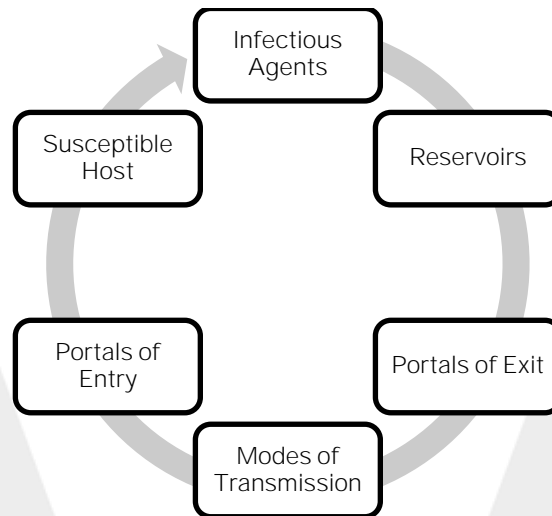 Infectious
Agents
Reservoirs
Portals of Exit
Modes of
Transmission
Portals of
Entry
Susceptible
Host